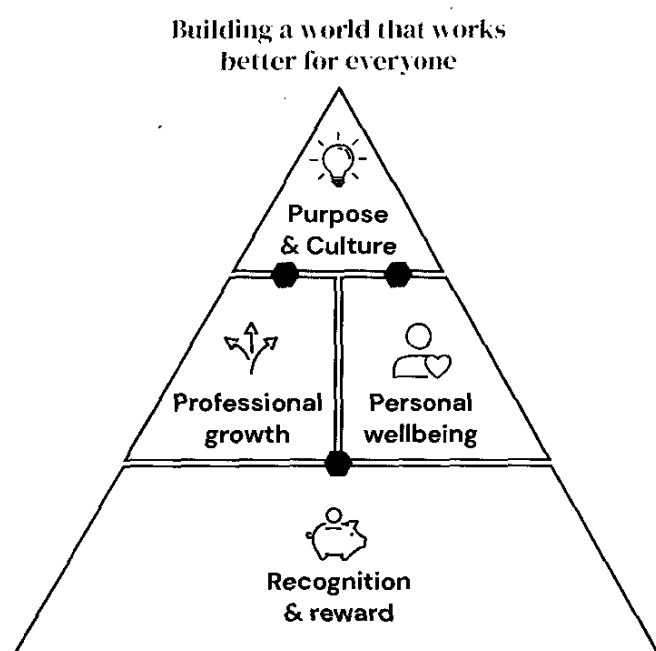 Building a world that works
better for everyone
Purpose
& Culture
Professional
growth
Personal
wellbeing
Recognition
& reward